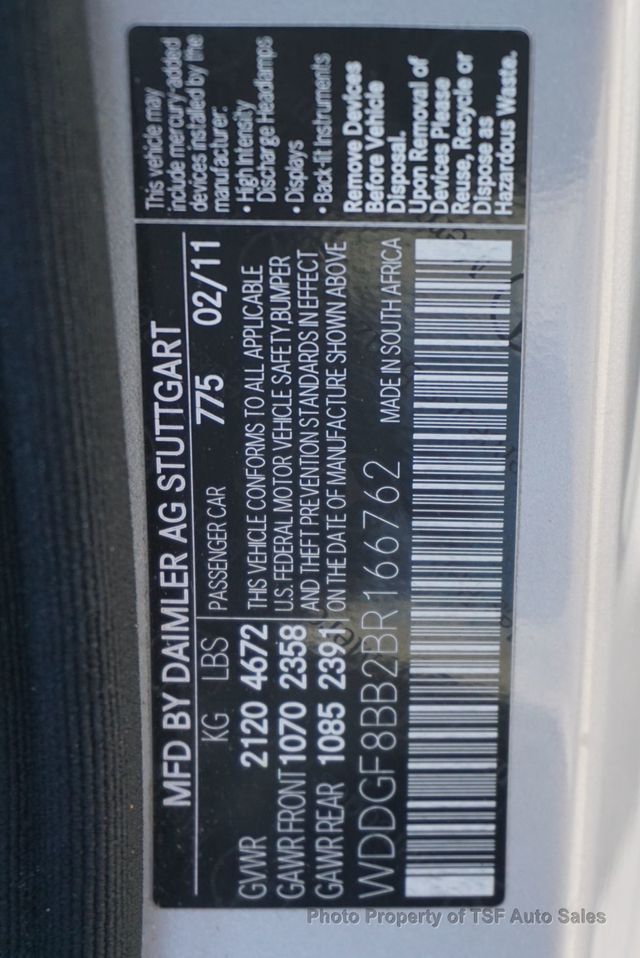 MFD BY DAIMLER AG STUTTGART
KG LBS PASSENGER CAR 775 02/11
GVWR 2120 4672 THIS VEHICLE CONFORMS TO ALL APPLICABLE
GAWR FRONT 1070 2358 U.S. FEDERAL MOTOR VEHICLE SAFETY, BUMPER
GAWR REAR 1085 2391 AND THEFT PREVENTION STANDARDS IN EFFECT
ON THE DATE OF MANUFACTURE SHOWN ABOVE
WDDGF8BB2BR166762 MADE IN SOUTH AFRICA
This vehicle may
include mercury-added
devices installed by the
manufacturer:
• High Intensity
Discharge Headlamps
• Displays
• Back-lit Instruments
Remove Devices
Before Vehicle
Disposal.
Upon Removal of
Devices Please
Reuse, Recycle or
Dispose as
Hazardous Waste.
Photo Property of TSF Auto Sales